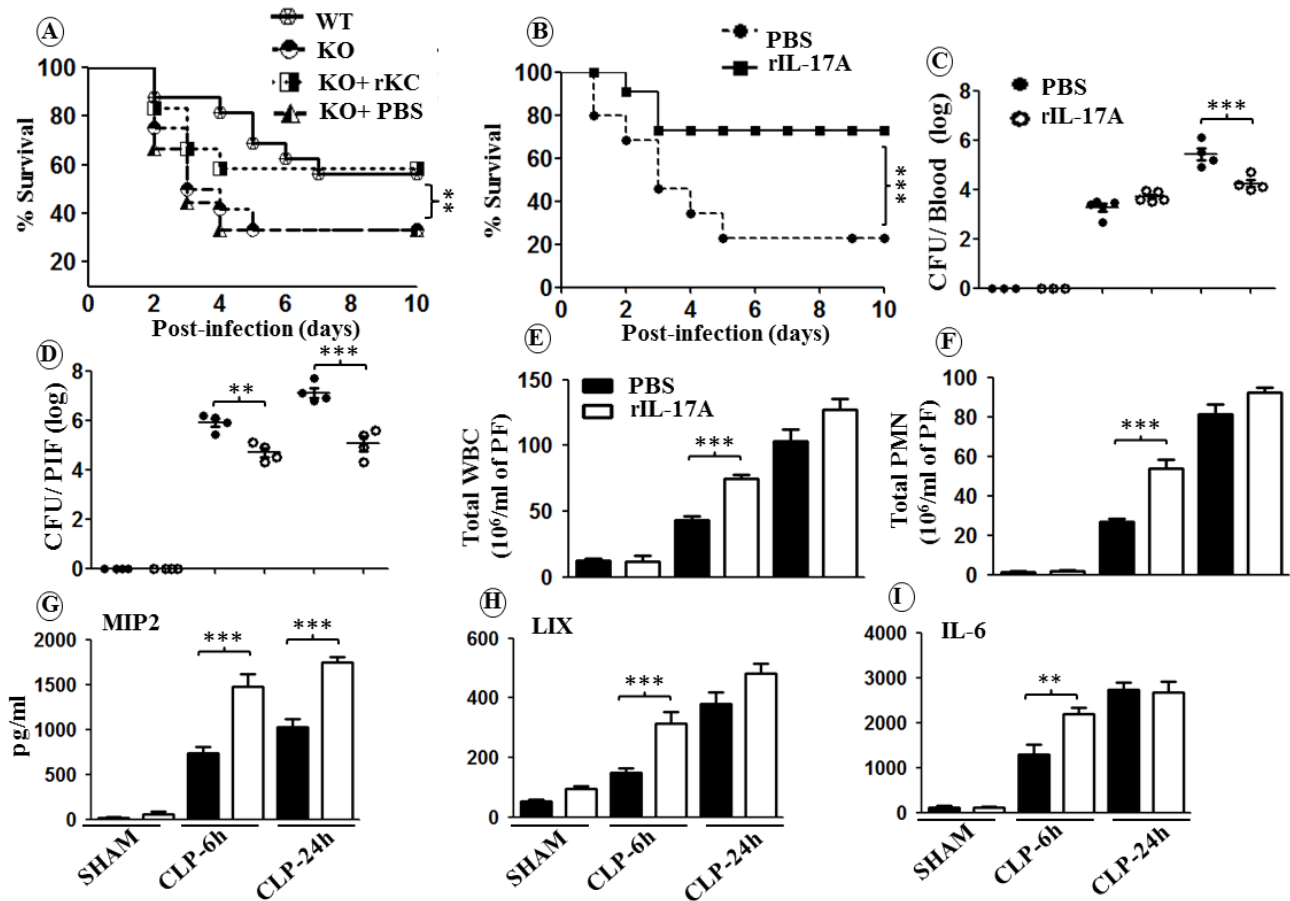 A
WT
KO
KO+ rKC
KO+ PBS
100
80
60
40
20
% Survival
**
0 2 4 6 8 10
Post-infection (days)
B
PBS
rIL-17A
100
80
60
40
20
0
% Survival
***
0 2 4 6 8 10
Post-infection (days)
C
PBS
rIL-17A
CFU/ Blood (log)
8
6
4
2
0
***
D
CFU/ PIF (log)
8
6
4
2
0
**
***
E
PBS
rIL-17A
Total WBC
(10⁶/ml of PF)
150
100
50
0
***
F
Total PMN
(10⁶/ml of PF)
100
80
60
40
20
0
***
G
MIP2
pg/ml
2000
1500
1000
500
0
***
***
SHAM
CLP-6h
CLP-24h
H
LIX
600
400
200
0
***
SHAM
CLP-6h
CLP-24h
I
IL-6
4000
3000
2000
1000
0
**
SHAM
CLP-6h
CLP-24h